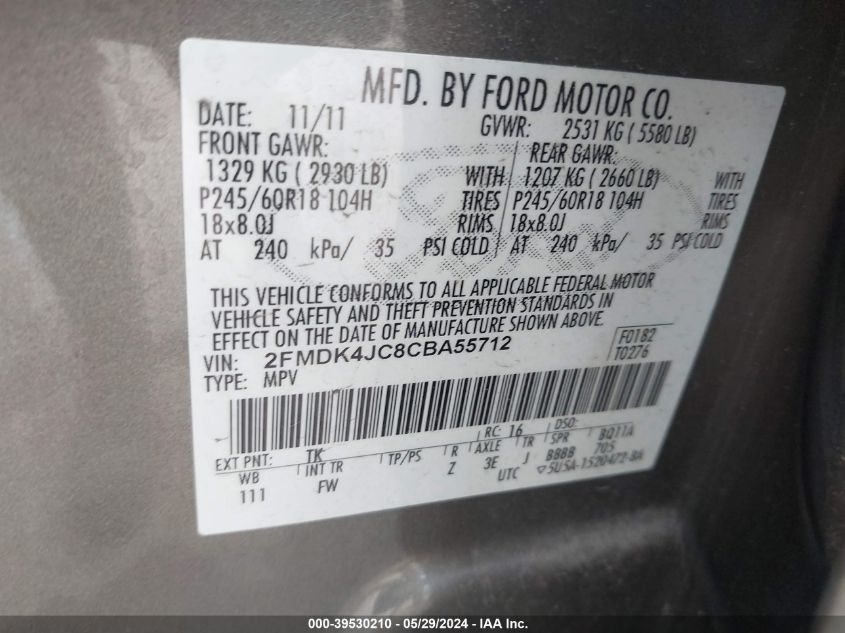 MFD. BY FORD MOTOR CO.
DATE: 11/11 GVWR: 2531 KG ( 5580 LB)
FRONT GAWR: REAR GAWR:
1329 KG ( 2930 LB) WITH 1207 KG ( 2660 LB) WITH
P245/60R18 104H TIRES P245/60R18 104H TIRES
18x8.0J RIMS 18x8.0J RIMS
AT 240 kPa/ 35 PSI COLD AT 240 kPa/ 35 PSI COLD
THIS VEHICLE CONFORMS TO ALL APPLICABLE FEDERAL MOTOR
VEHICLE SAFETY AND THEFT PREVENTION STANDARDS IN
EFFECT ON THE DATE OF MANUFACTURE SHOWN ABOVE.
VIN: 2FMDK4JC8CBA55712 F0182
TYPE: MPV T0276
RC: 16 DSO:
EXT PNT: TK BQ11A
WB INT TR TP/PS R AXLE TR SPR 705
111 FW Z 3E J BBBB
UTC ▽5U5A-1520472-BA
000-39530210 - 05/29/2024 - IAAI, Inc.